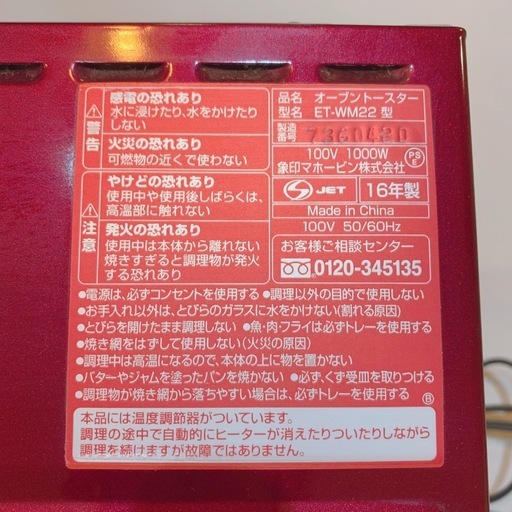 感電の恐れあり
水に浸けたり、水をかけたり
しない
警告
火災の恐れあり
可燃物の近くで使わない
やけどの恐れあり
使用中や使用後しばらくは、
高温部に触れない
注意
発火の恐れあり
使用中は本体から離れない
焼きすぎると調理物が発火
する恐れあり
品名 オーブントースター
型名 ET-WM22 型
製造番号 7360420
100V 1000W
象印マホービン株式会社
PS E
S JET 16年製
Made in China
100V 50/60Hz
お客様ご相談センター
0120-345135
●電源は、必ずコンセントを使用する ●調理以外の目的で使用しない
●お手入れ以外は、とびらのガラスに水をかけない(割れる原因)
●とびらを開けたまま調理しない ●魚・肉・フライは必ずトレーを使用する
●焼き網をはずして使用しない(火災の原因)
●調理中は高温になるので、本体の上に物を置かない
●バターやジャムを塗ったパンを焼かない ●必ず、くず受皿を取りつける
●調理物が焼き網から落ちやすい場合は、必ずトレーを使用する Ⓑ
本品には温度調節器がついています。
調理の途中で自動的にヒーターが消えたりついたりしながら
調理を続けますが故障ではありません。